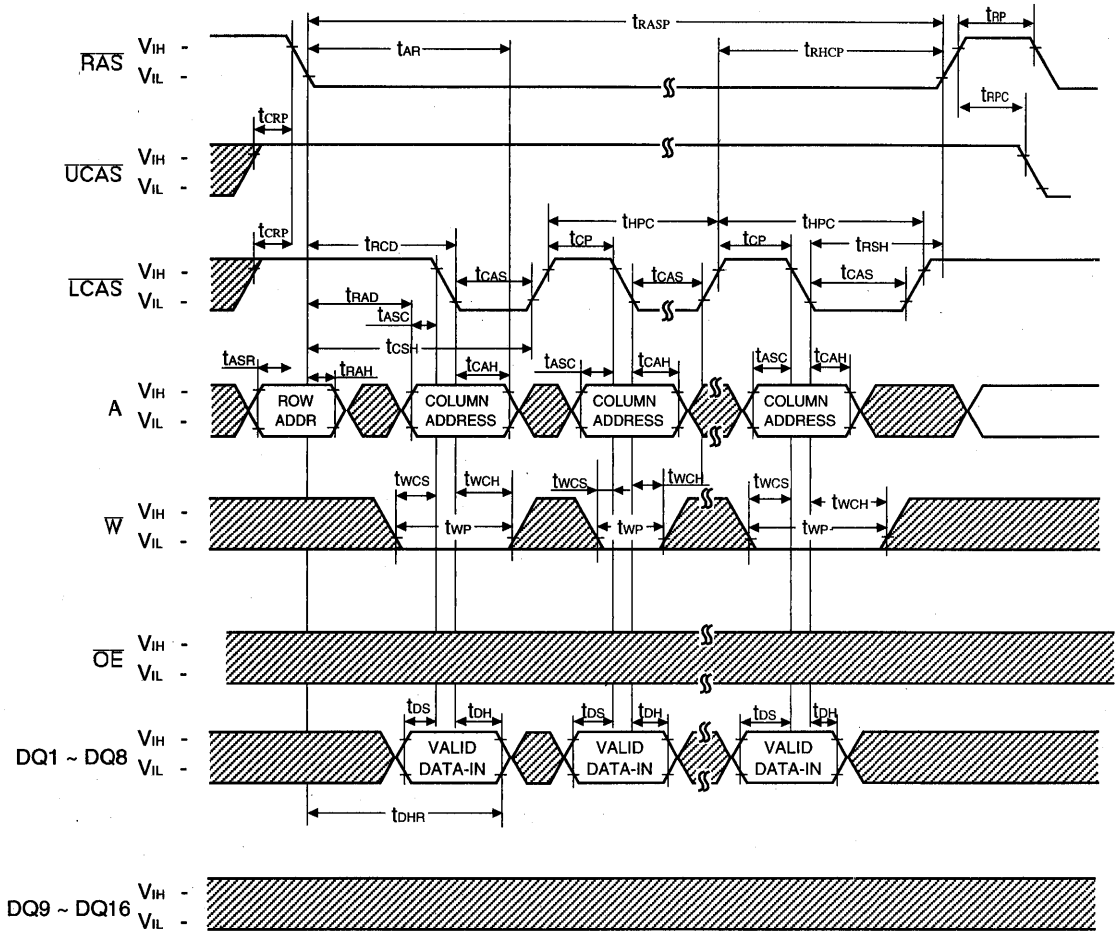 tRASP
tRP
VIH -
tAR
tRHCP
RAS
VIL -
tRPC
tCRP
VIH -
UCAS
VIL -
tHPC
tHPC
tCRP
tRCD
tCP
tCP
tRSH
VIH -
LCAS
tCAS
tCAS
tCAS
VIL -
tRAD
tASC
tCSH
tASR
tRAH
tCAH
tASC
tCAH
tASC
tCAH
VIH -
A
ROW ADDR
COLUMN ADDRESS
COLUMN ADDRESS
COLUMN ADDRESS
VIL -
tWCS
tWCH
tWCS
tWCH
tWCS
tWCH
VIH -
W
tWP
tWP
tWP
VIL -
VIH -
OE
VIL -
tDS
tDH
tDS
tDH
tDS
tDH
VIH -
DQ1 ~ DQ8
VALID DATA-IN
VALID DATA-IN
VALID DATA-IN
VIL -
tDHR
VIH -
DQ9 ~ DQ16
VIL -